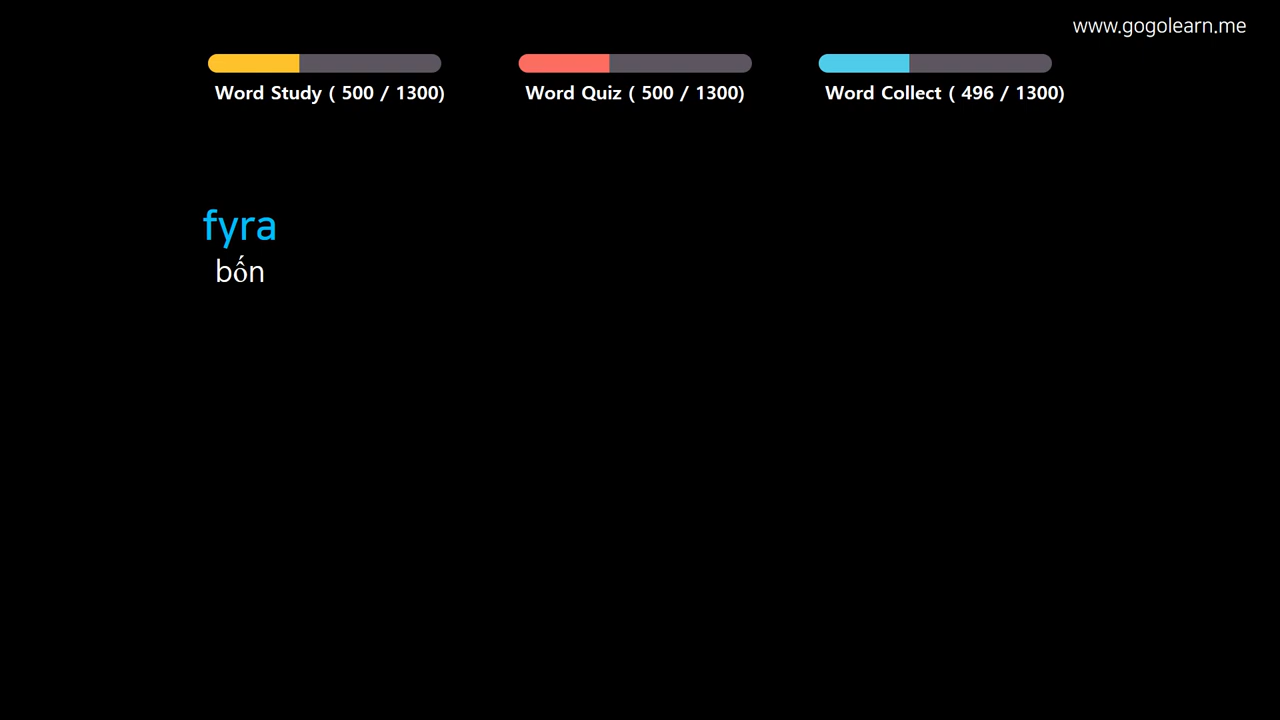 www.gogolearn.me
Word Study ( 500 / 1300)
Word Quiz ( 500 / 1300)
Word Collect ( 496 / 1300)
fyra
bốn